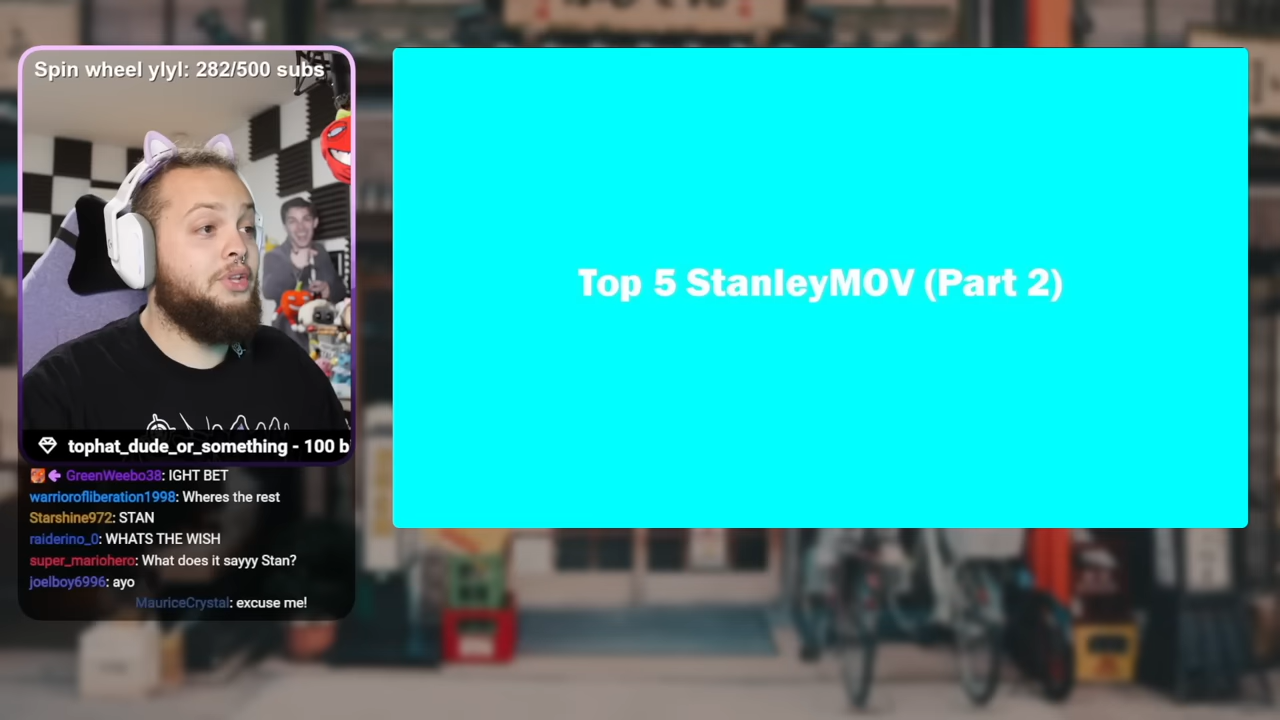 Spin wheel ylyl: 282/500 subs
Top 5 StanleyMOV (Part 2)
tophat_dude_or_something - 100 b
GreenWeebo38: IGHT BET
warriorofliberation1998: Wheres the rest
Starshine972: STAN
raiderino_0: WHATS THE WISH
super_mariohero: What does it sayyy Stan?
joelboy6996: ayo
MauriceCrystal: excuse me!